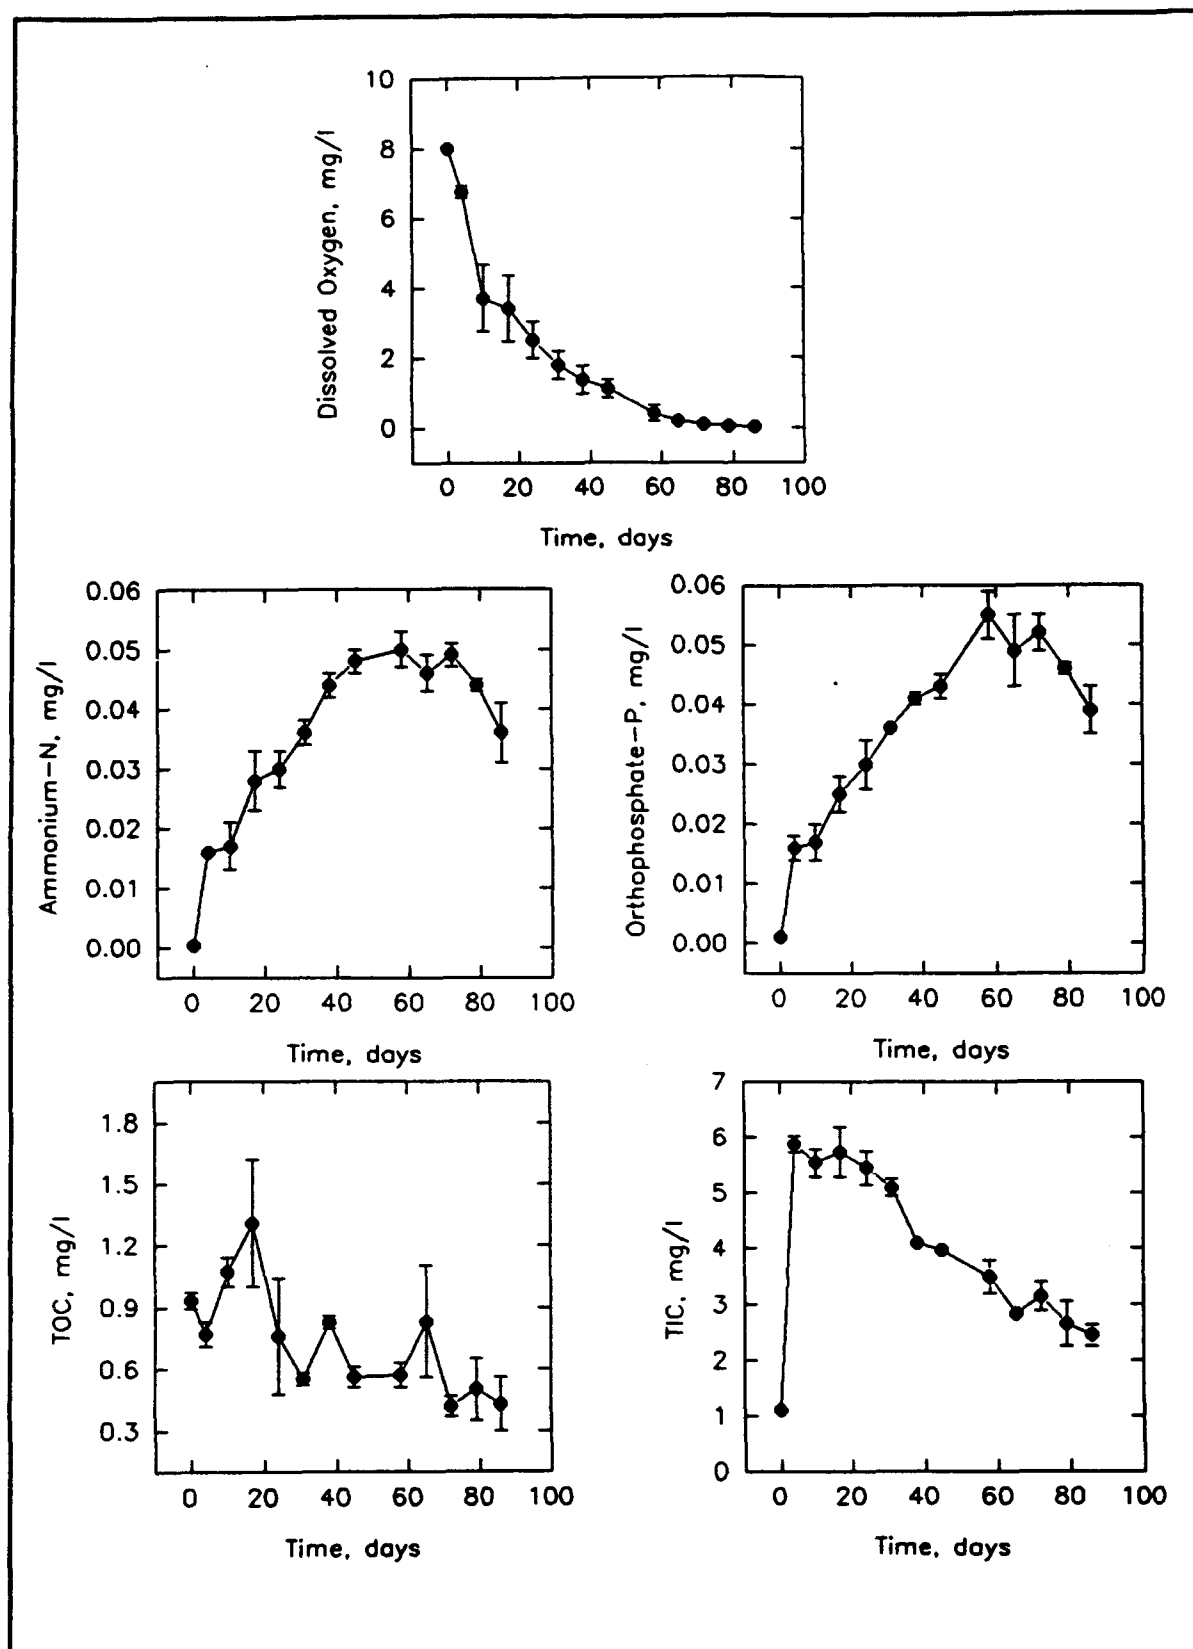 10
8
6
4
2
0
Dissolved Oxygen, mg/l
0 20 40 60 80 100
Time, days
0.06
0.05
0.04
0.03
0.02
0.01
0.00
Ammonium-N, mg/l
0 20 40 60 80 100
Time, days
0.06
0.05
0.04
0.03
0.02
0.01
0.00
Orthophosphate-P, mg/l
0 20 40 60 80 100
Time, days
1.8
1.5
1.2
0.9
0.6
0.3
TOC, mg/l
0 20 40 60 80 100
Time, days
7
6
5
4
3
2
1
0
TIC, mg/l
0 20 40 60 80 100
Time, days